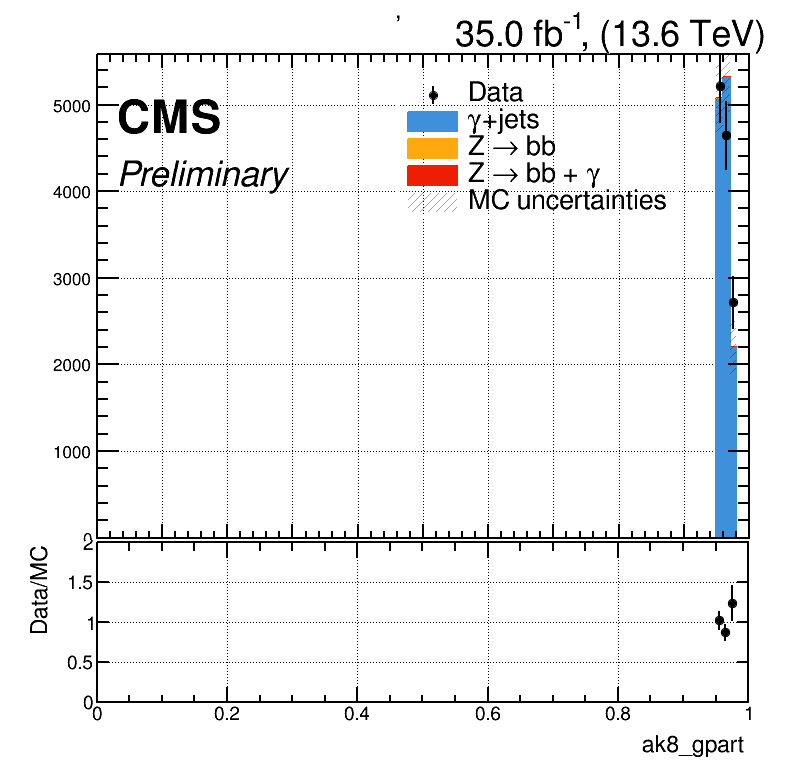 ,
35.0 fb-1, (13.6 TeV)
CMS
Preliminary
Data
γ+jets
Z → bb
Z → bb + γ
MC uncertainties
5000
4000
3000
2000
1000
0
Data/MC
2
1.5
1
0.5
0
0 0.2 0.4 0.6 0.8 1
ak8_gpart